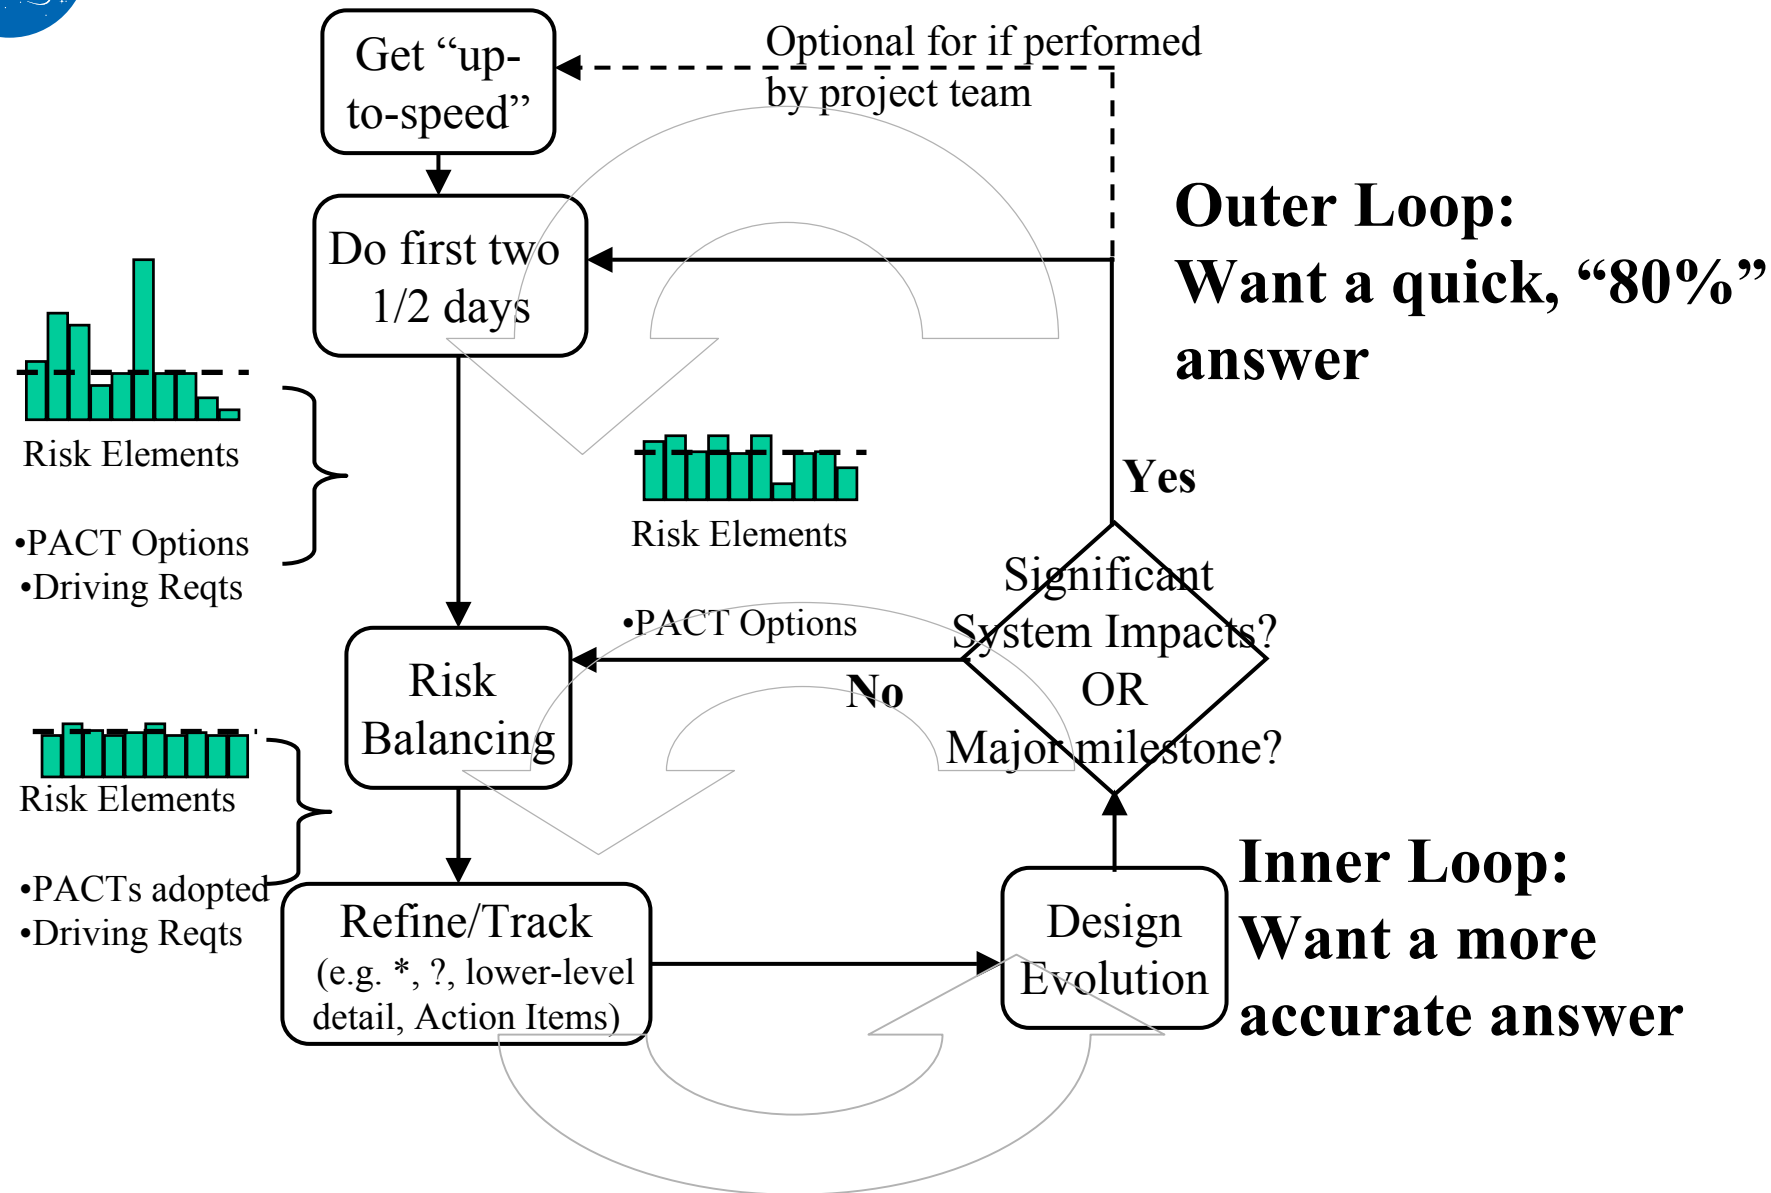 Get “up-
to-speed”
Optional for if performed
by project team
Do first two
1/2 days
Outer Loop:
Want a quick, “80%”
answer
Risk Elements
•PACT Options
•Driving Reqts
Risk Elements
Yes
Significant
System Impacts?
OR
Major milestone?
•PACT Options
No
Risk
Balancing
Risk Elements
•PACTs adopted
•Driving Reqts
Refine/Track
(e.g. *, ?, lower-level
detail, Action Items)
Design
Evolution
Inner Loop:
Want a more
accurate answer